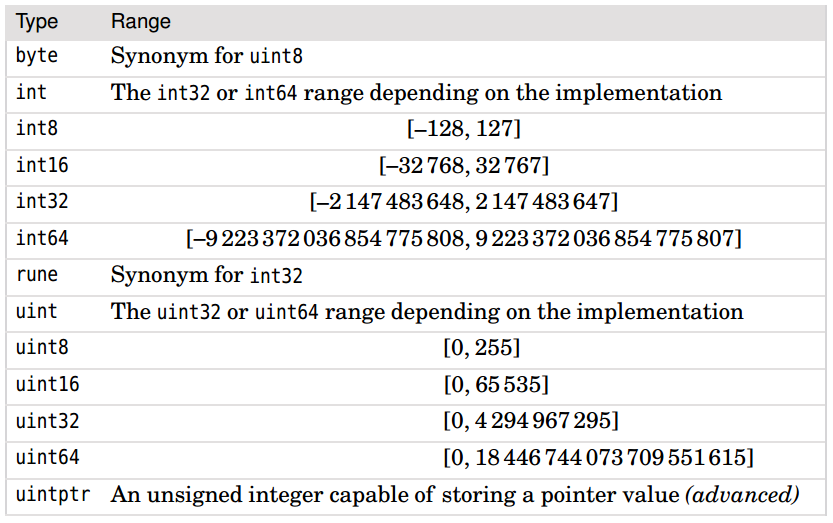 Type Range
byte Synonym for uint8
int The int32 or int64 range depending on the implementation
int8 [–128, 127]
int16 [–32 768, 32 767]
int32 [–2 147 483 648, 2 147 483 647]
int64 [–9 223 372 036 854 775 808, 9 223 372 036 854 775 807]
rune Synonym for int32
uint The uint32 or uint64 range depending on the implementation
uint8 [0, 255]
uint16 [0, 65 535]
uint32 [0, 4 294 967 295]
uint64 [0, 18 446 744 073 709 551 615]
uintptr An unsigned integer capable of storing a pointer value (advanced)